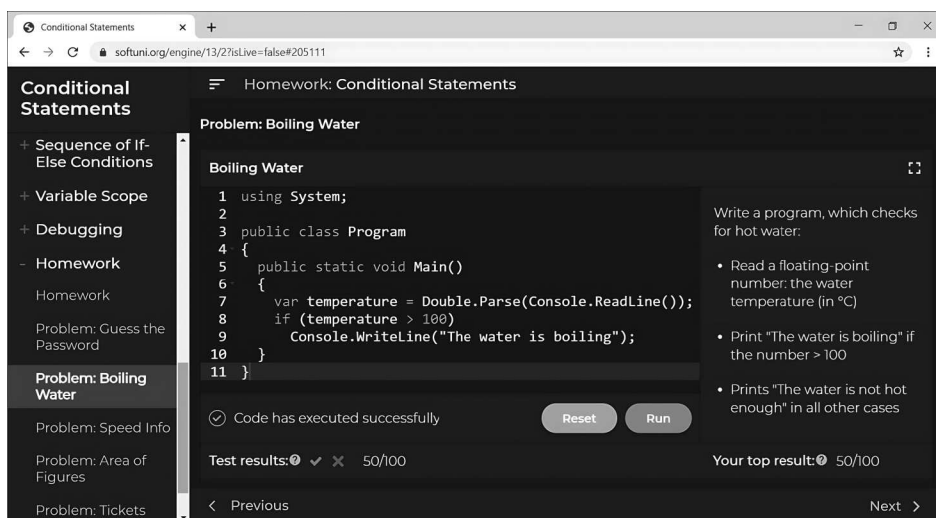 Conditional Statements
softuni.org/engine/13/2?isLive=false#205111
Conditional
Statements
+ Sequence of If-
Else Conditions
+ Variable Scope
+ Debugging
- Homework
Homework
Problem: Guess the
Password
Problem: Boiling
Water
Problem: Speed Info
Problem: Area of
Figures
Problem: Tickets
Homework: Conditional Statements
Problem: Boiling Water
Boiling Water
1 using System;
2
3 public class Program
4 {
5 public static void Main()
6 {
7 var temperature = Double.Parse(Console.ReadLine());
8 if (temperature > 100)
9 Console.WriteLine("The water is boiling");
10 }
11 }
Write a program, which checks
for hot water:
• Read a floating-point
number: the water
temperature (in °C)
• Print "The water is boiling" if
the number > 100
• Prints "The water is not hot
enough" in all other cases
Code has executed successfully
Reset
Run
Test results: 50/100
Your top result: 50/100
< Previous
Next >